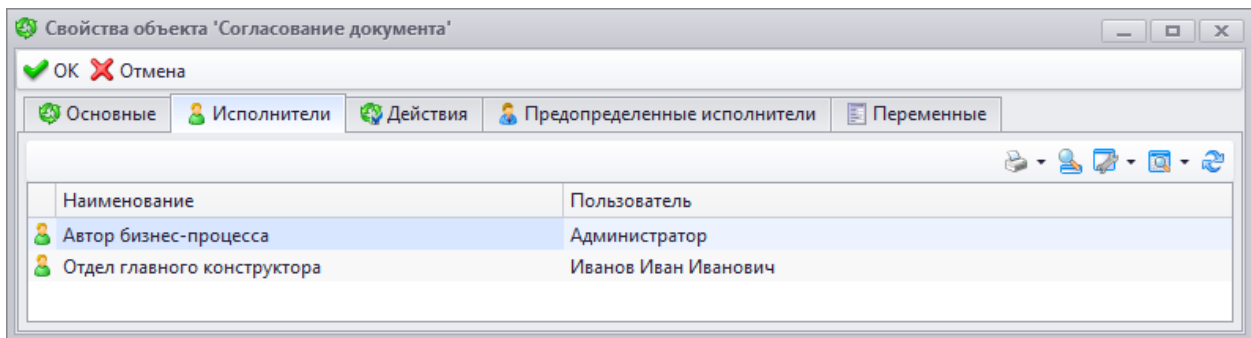 Свойства объекта 'Согласование документа'
ОК Отмена
Основные Исполнители Действия Предопределенные исполнители Переменные
Наименование Пользователь
Автор бизнес-процесса Администратор
Отдел главного конструктора Иванов Иван Иванович